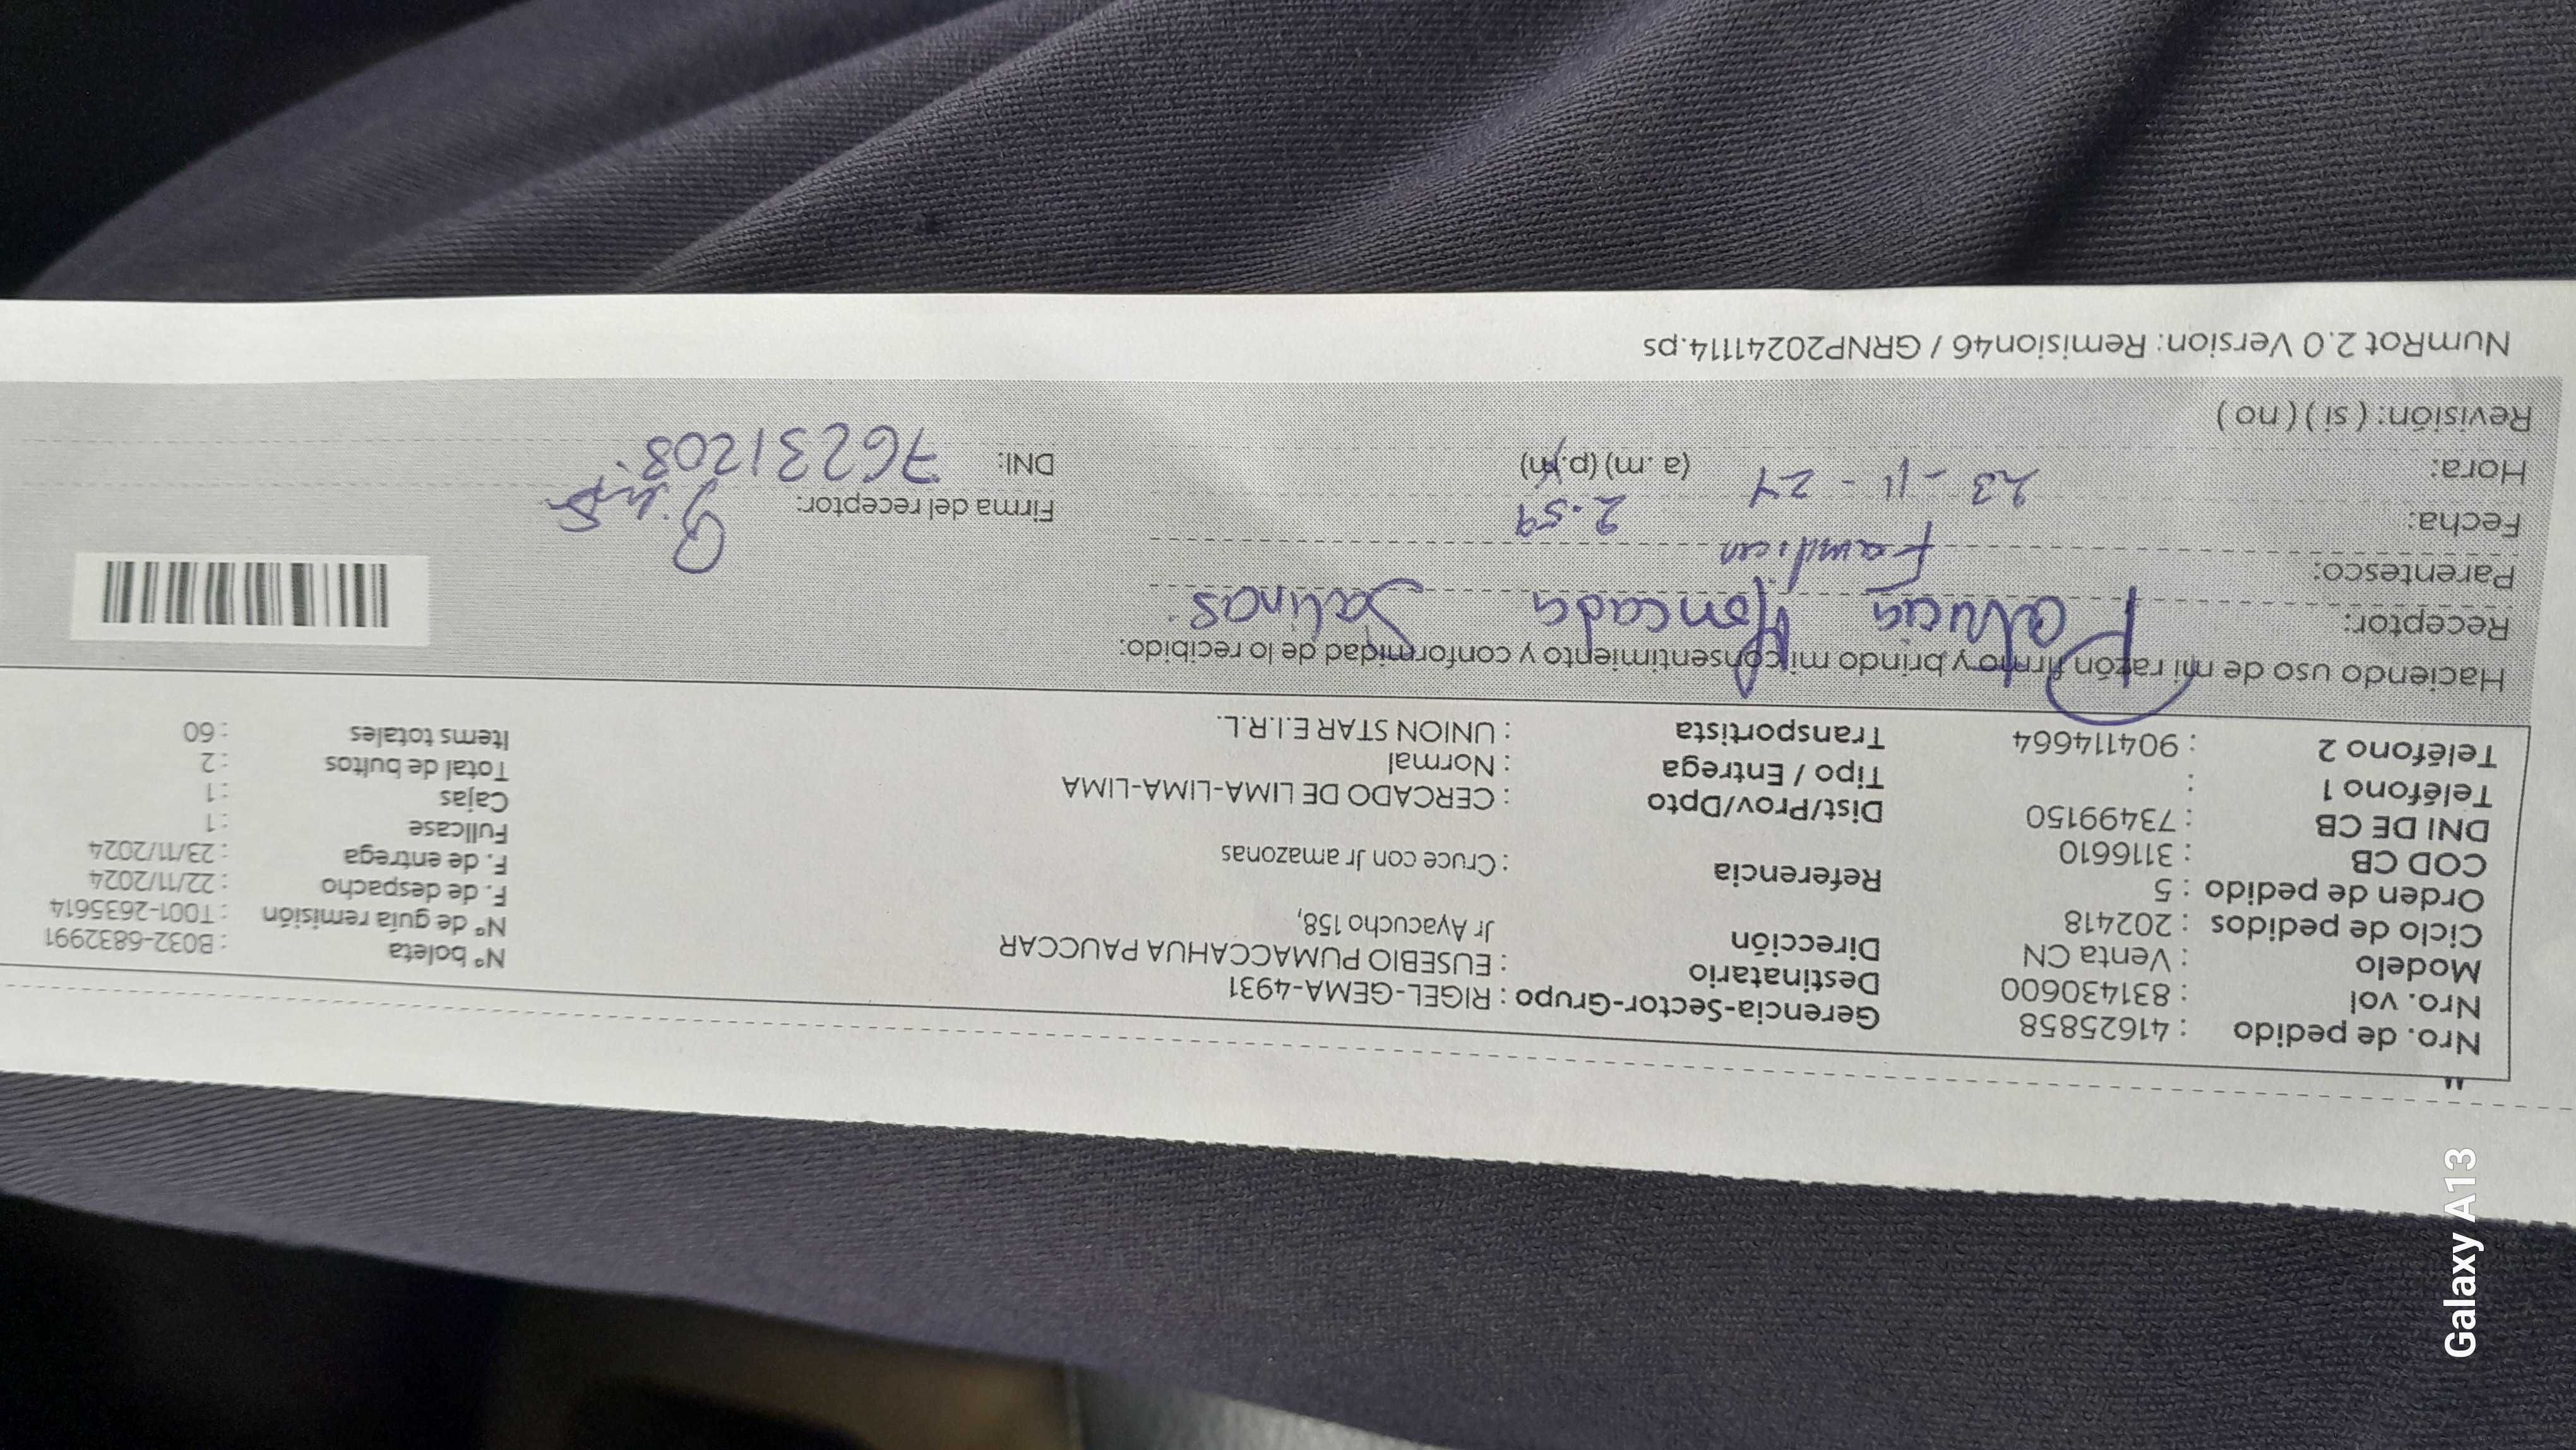 "
Nro. de pedido : 41625858
Nro. vol : 831430600
Modelo : Venta CN
Ciclo de pedidos : 202418
Orden de pedido : 5
COD CB : 3116610
DNI DE CB : 73499150
Teléfono 1 :
Teléfono 2 : 904114664
Gerencia-Sector-Grupo : RIGEL-GEMA-4931
Destinatario : EUSEBIO PUMACCAHUA PAUCCAR
Dirección Jr Ayacucho 158,
Referencia : Cruce con Jr amazonas
Dist/Prov/Dpto : CERCADO DE LIMA-LIMA-LIMA
Tipo / Entrega : Normal
Transportista : UNION STAR E.I.R.L.
N° boleta : B032-6832991
N° de guía remisión : T001-2635614
F. de despacho : 22/11/2024
F. de entrega : 23/11/2024
Fullcase : 1
Cajas : 1
Total de bultos : 2
Items totales : 60
Haciendo uso de mi razón firmo y brindo mi consentimiento y conformidad de lo recibido:
Receptor: Patricia Moncada Salinas
Parentesco: Familiar
Fecha: 23-11-24 2.59
Hora: (a. m) (p. m)
Revisión: ( si ) ( no )
Firma del receptor:
DNI: 76231208
NumRot 2.0 Version: Remision46 / GRNP20241114.ps
Galaxy A13